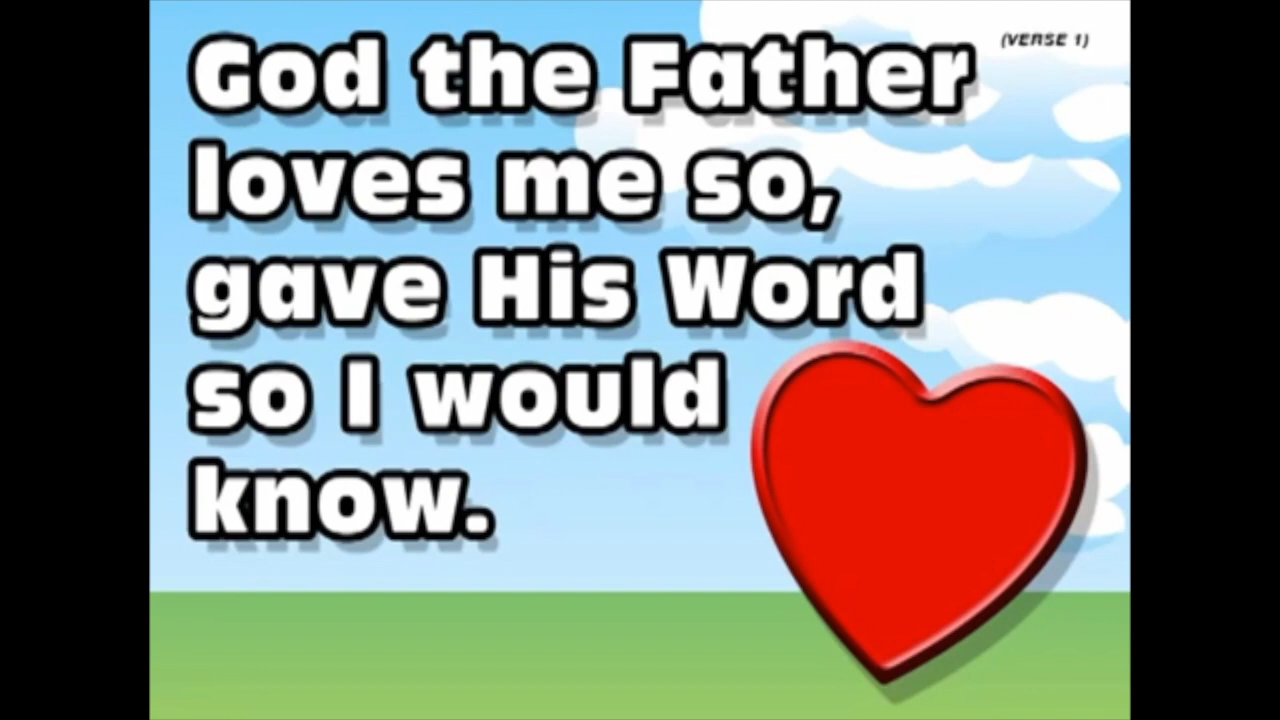 God the Father
(VERSE 1)
loves me so,
gave His Word
so I would
know.